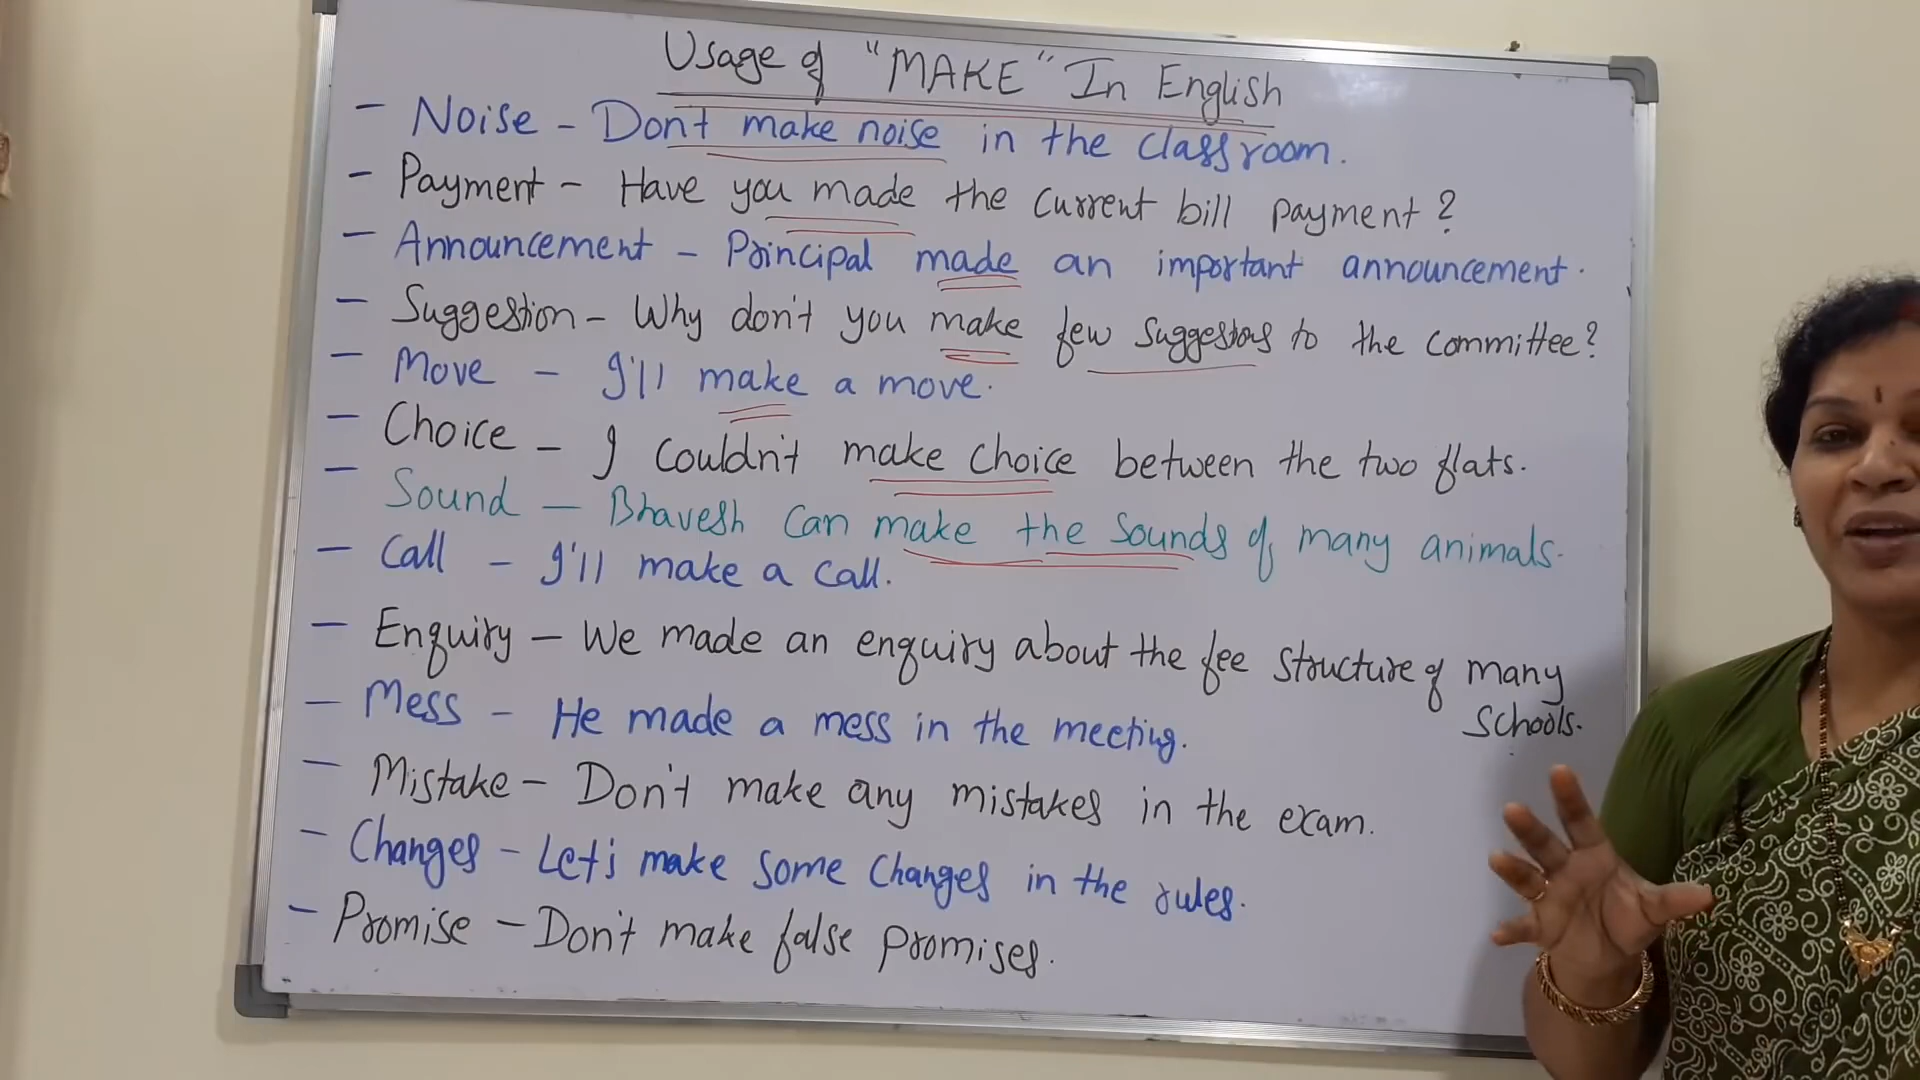 Usage of "MAKE" In English
- Noise - Don't make noise in the classroom.
- Payment - Have you made the current bill payment?
- Announcement - Principal made an important announcement.
- Suggestion - Why don't you make few suggestions to the committee?
- Move - I'll make a move.
- Choice - I couldn't make choice between the two flats.
- Sound - Bhavesh can make the sounds of many animals.
- Call - I'll make a call.
- Enquiry - We made an enquiry about the fee structure of many
schools.
- Mess - He made a mess in the meeting.
- Mistake - Don't make any mistakes in the exam.
- Changes - Let's make some changes in the rules.
- Promise - Don't make false promises.